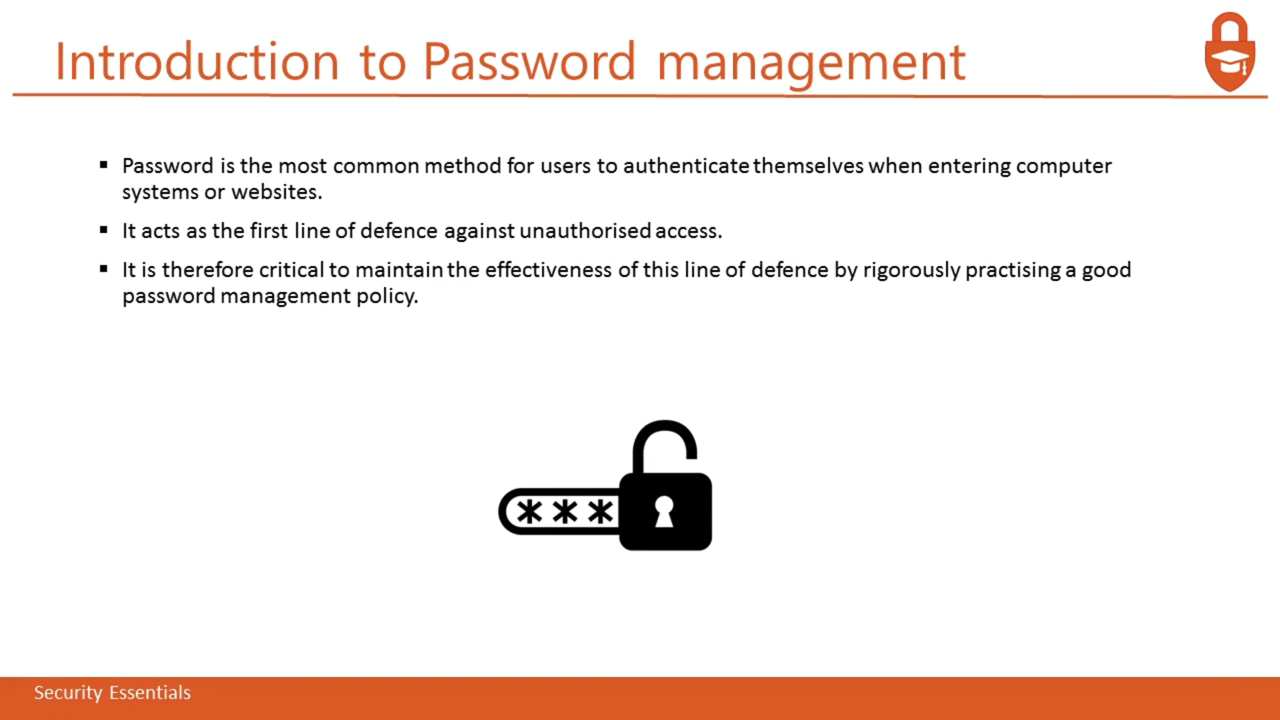 Introduction to Password management
▪ Password is the most common method for users to authenticate themselves when entering computer
systems or websites.
▪ It acts as the first line of defence against unauthorised access.
▪ It is therefore critical to maintain the effectiveness of this line of defence by rigorously practising a good
password management policy.
***
Security Essentials